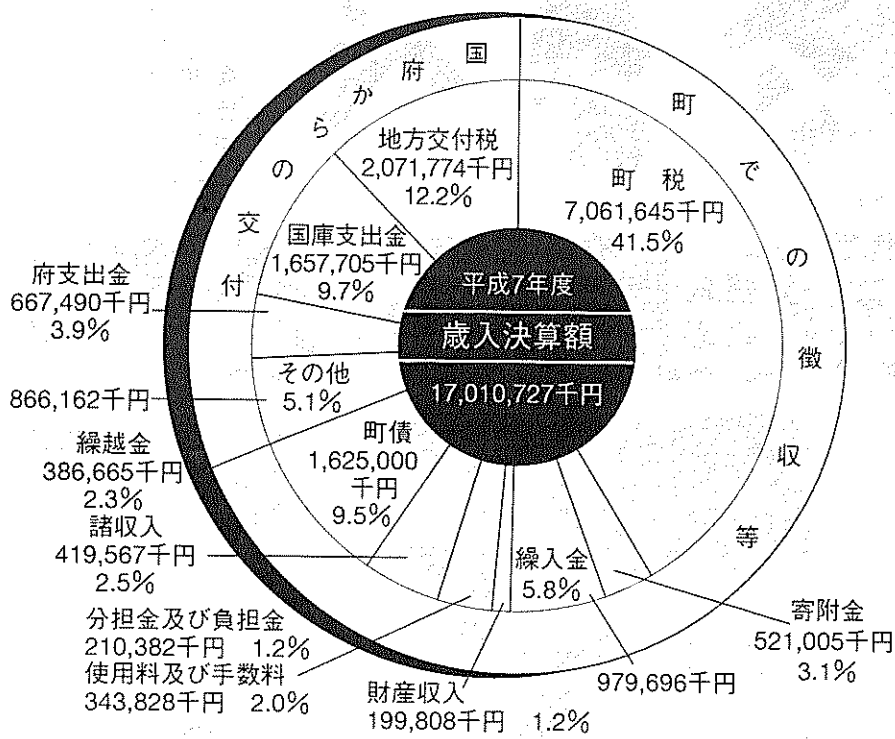 国府からの交付
町での徴収等
地方交付税
2,071,774千円
12.2%
町 税
7,061,645千円
41.5%
国庫支出金
1,657,705千円
9.7%
府支出金
667,490千円
3.9%
平成7年度
歳入決算額
17,010,727千円
その他
5.1%
866,162千円
町債
1,625,000
千円
9.5%
繰越金
386,665千円
2.3%
諸収入
419,567千円
2.5%
分担金及び負担金
210,382千円 1.2%
使用料及び手数料
343,828千円 2.0%
財産収入
199,808千円 1.2%
繰入金
5.8%
979,696千円
寄附金
521,005千円
3.1%